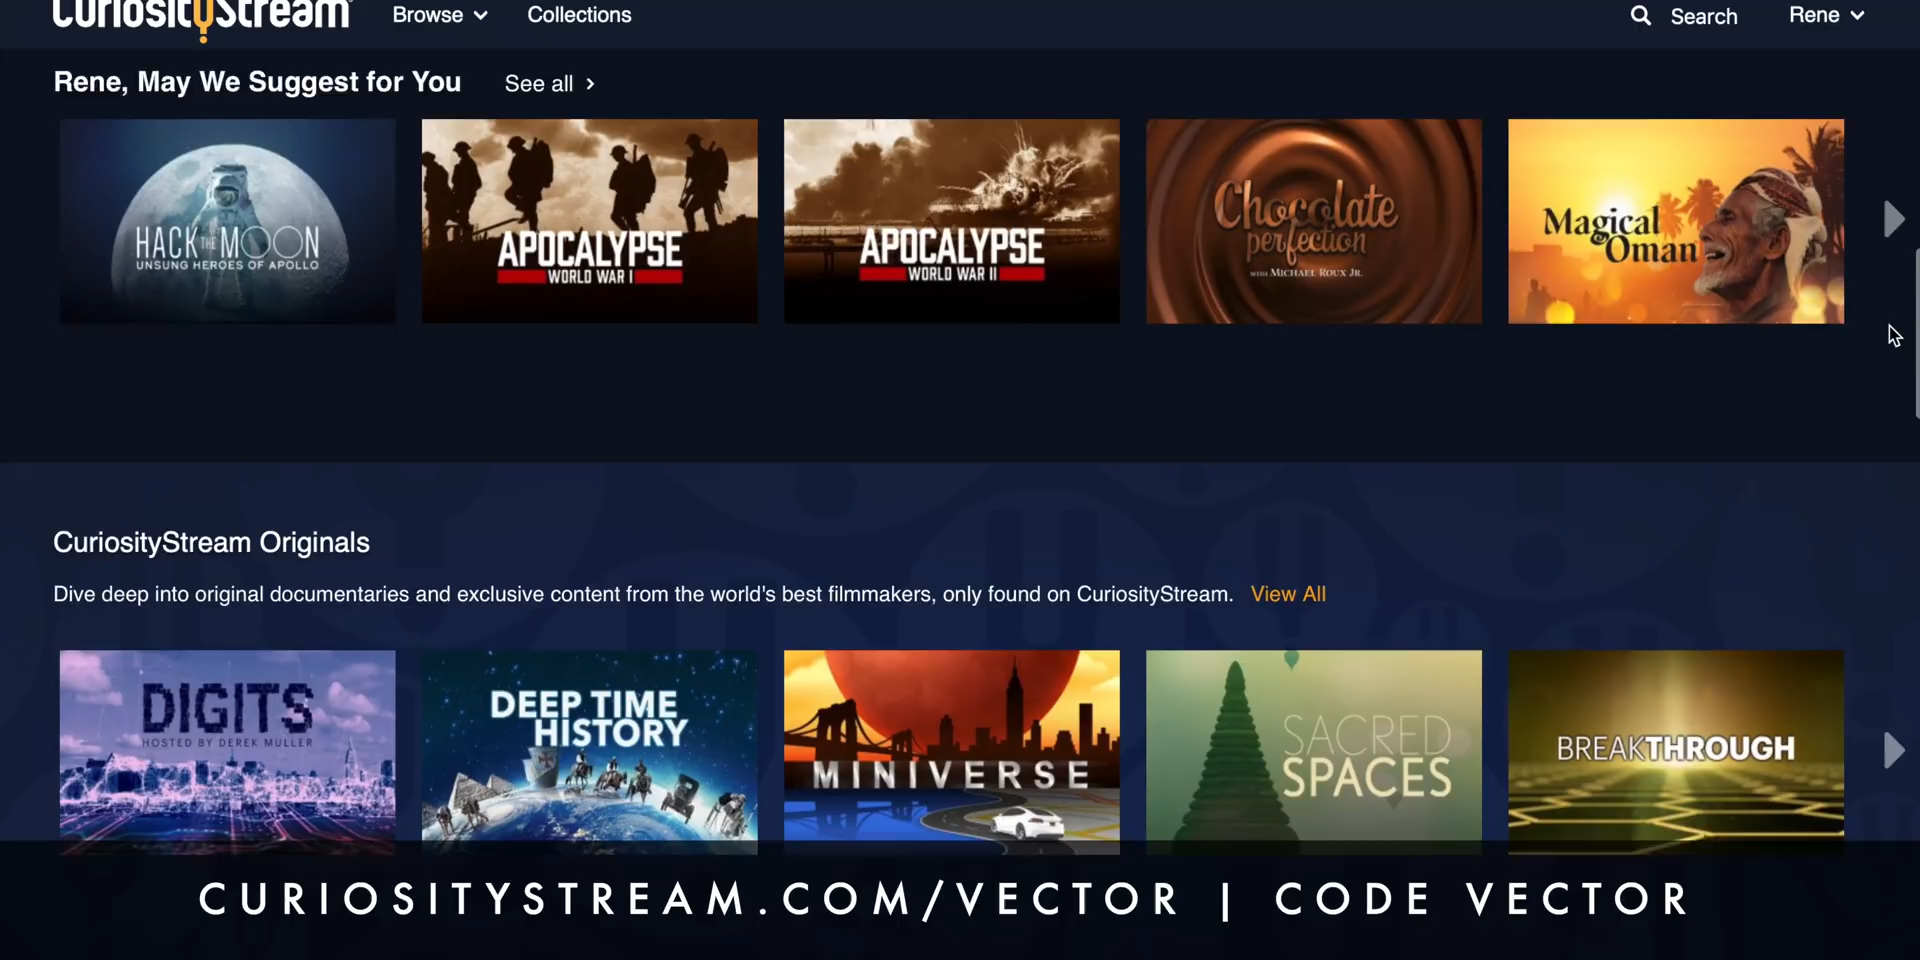 CuriosityStream
Browse
Collections
Search
Rene
Rene, May We Suggest for You
See all
HACK THE MOON
UNSUNG HEROES OF APOLLO
APOCALYPSE
WORLD WAR I
APOCALYPSE
WORLD WAR II
Chocolate
perfection
WITH MICHAEL ROUX JR.
Magical
Oman
CuriosityStream Originals
Dive deep into original documentaries and exclusive content from the world's best filmmakers, only found on CuriosityStream. View All
DIGITS
HOSTED BY DEREK MULLER
DEEP TIME
HISTORY
MINIVERSE
SACRED
SPACES
BREAKTHROUGH
CURIOSITYSTREAM.COM/VECTOR | CODE VECTOR